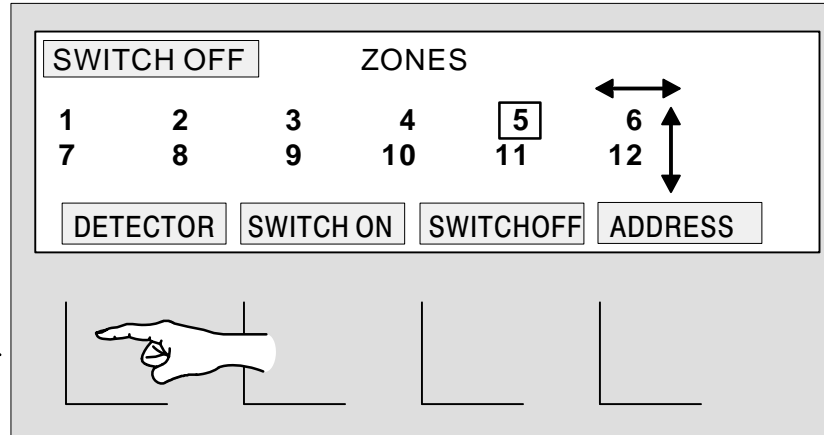 SWITCH OFF ZONES
1 2 3 4 5 6
7 8 9 10 11 12
DETECTOR SWITCH ON SWITCHOFF ADDRESS